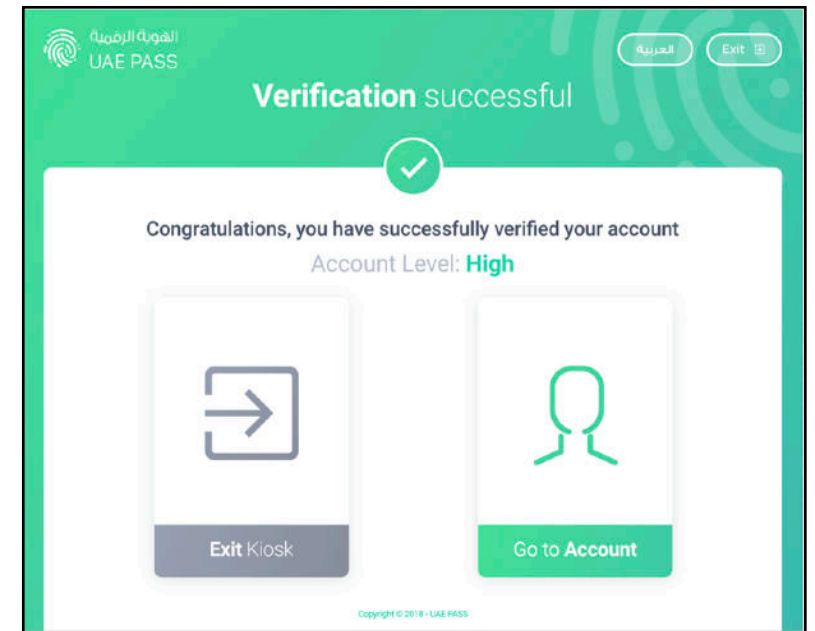 الهوية الرقمية
UAE PASS
العربية
Exit
Verification successful
Congratulations, you have successfully verified your account
Account Level: High
Exit Kiosk
Go to Account
Copyright © 2018 - UAE PASS